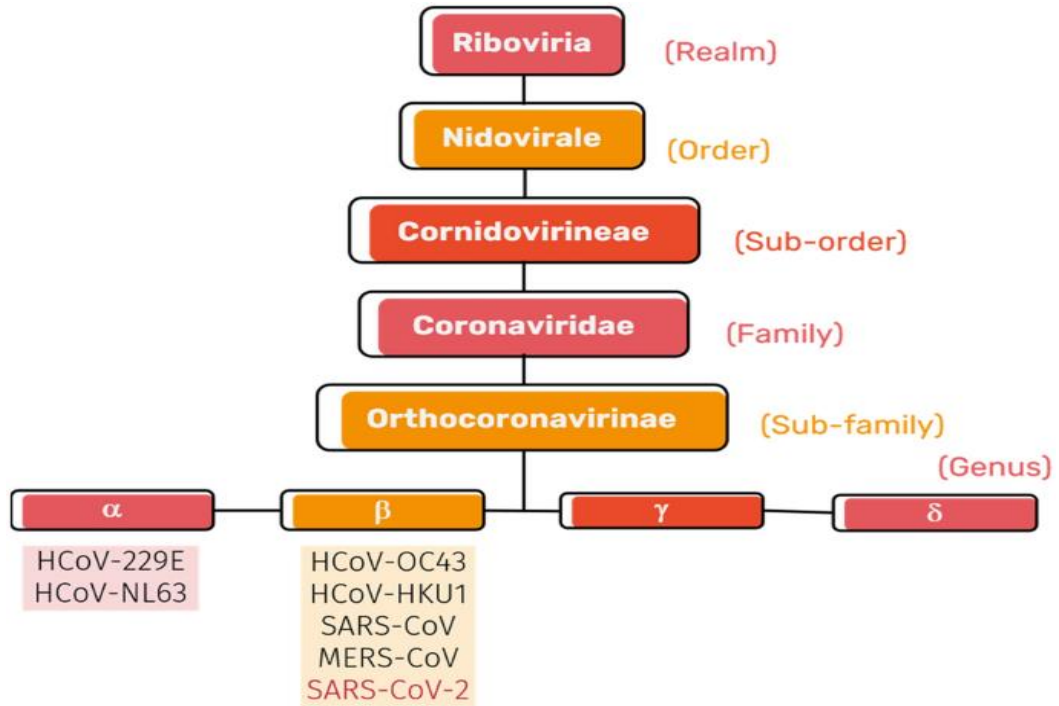 Riboviria (Realm)
Nidovirale (Order)
Cornidovirineae (Sub-order)
Coronaviridae (Family)
Orthocoronavirinae (Sub-family)
(Genus)
α β γ δ
HCoV-229E
HCoV-NL63
HCoV-OC43
HCoV-HKU1
SARS-CoV
MERS-CoV
SARS-CoV-2